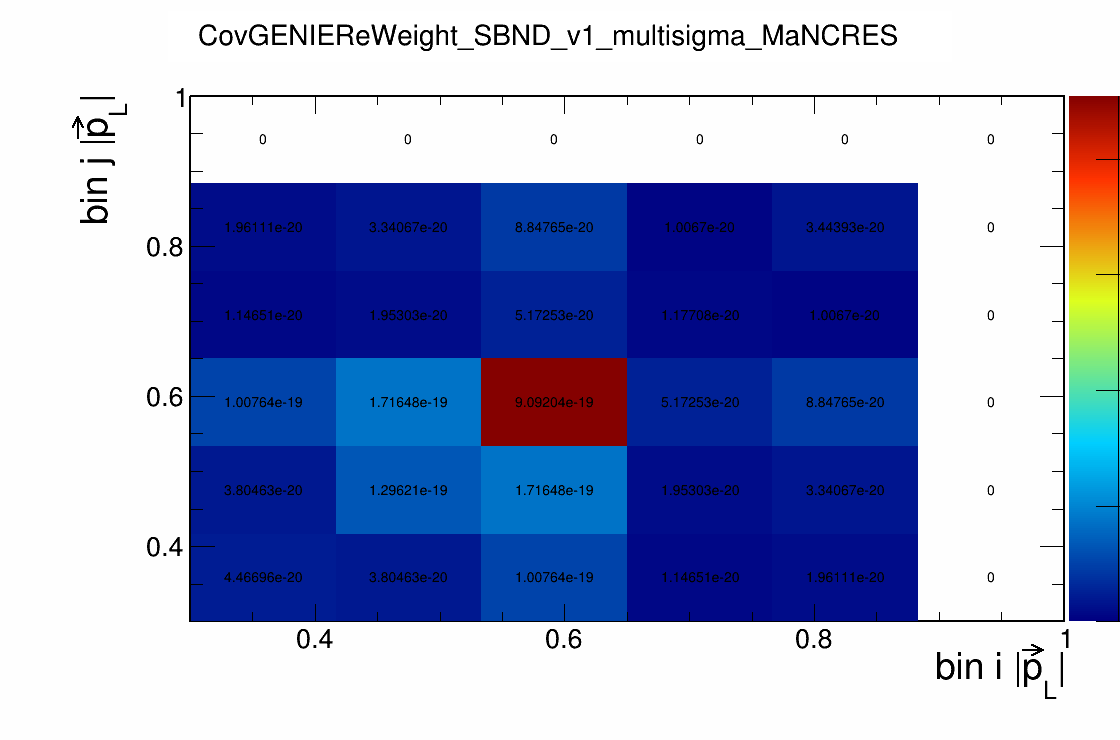 CovGENIEReWeight_SBND_v1_multisigma_MaNCRES
bin j |p⃗_L|
1
0 0 0 0 0 0
1.96111e-20 3.34067e-20 8.84765e-20 1.0067e-20 3.44393e-20 0
0.8
1.14651e-20 1.95303e-20 5.17253e-20 1.17708e-20 1.0067e-20 0
0.6
1.00764e-19 1.71648e-19 9.09204e-19 5.17253e-20 8.84765e-20 0
3.80463e-20 1.29621e-19 1.71648e-19 1.95303e-20 3.34067e-20 0
0.4
4.46696e-20 3.80463e-20 1.00764e-19 1.14651e-20 1.96111e-20 0
0.4 0.6 0.8 1
bin i |p⃗_L|